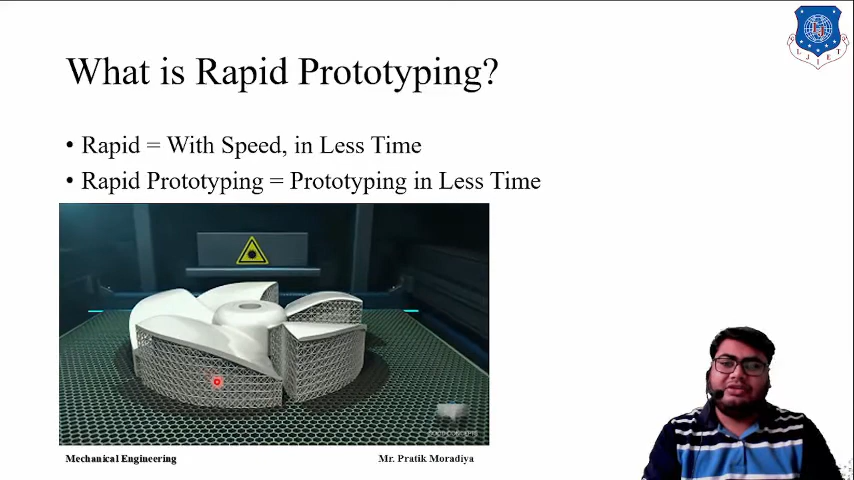 What is Rapid Prototyping?
• Rapid = With Speed, in Less Time
• Rapid Prototyping = Prototyping in Less Time
Mechanical Engineering
Mr. Pratik Moradiya
LJIET